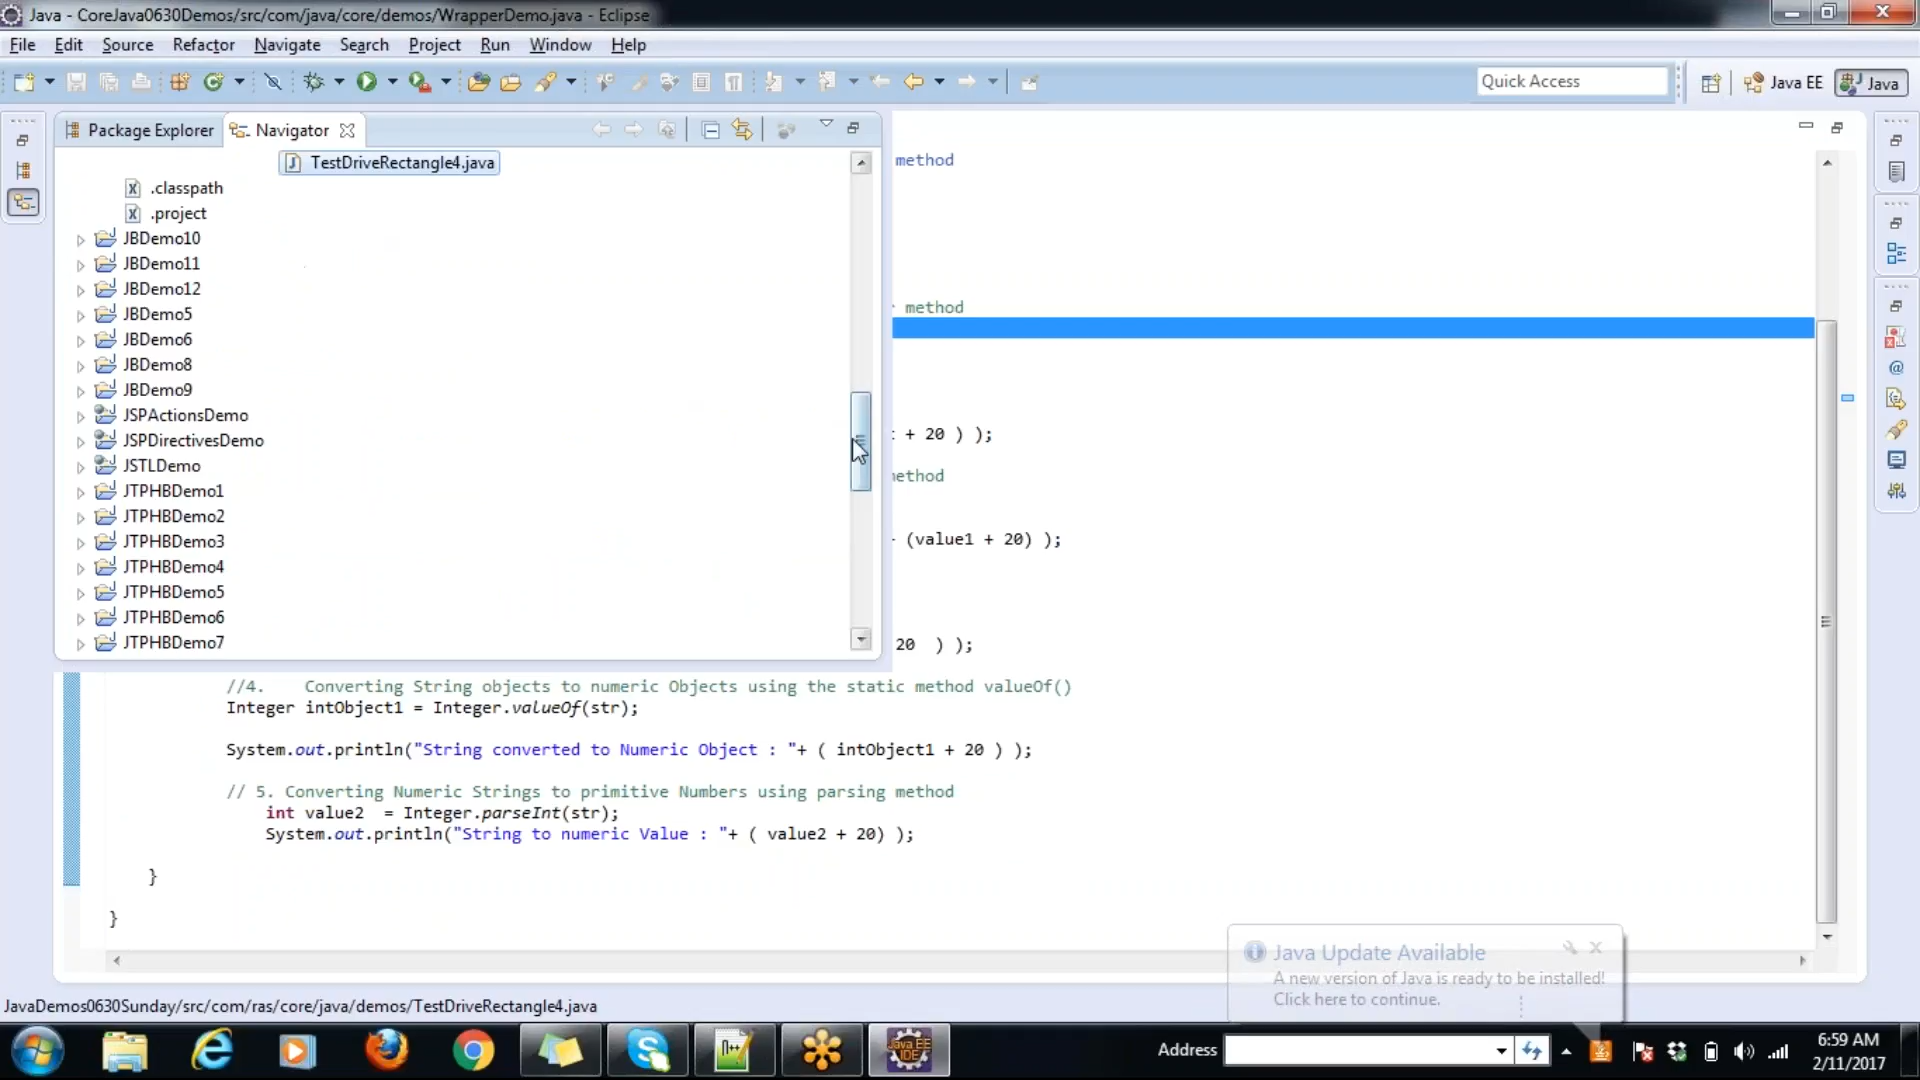 Java - CoreJava0630Demos/src/com/java/core/demos/WrapperDemo.java - Eclipse
File Edit Source Refactor Navigate Search Project Run Window Help
Quick Access
Java EE
Java
Package Explorer
Navigator
TestDriveRectangle4.java
.classpath
.project
JBDemo10
JBDemo11
JBDemo12
JBDemo5
JBDemo6
JBDemo8
JBDemo9
JSPActionsDemo
JSPDirectivesDemo
JSTLDemo
JTPHBDemo1
JTPHBDemo2
JTPHBDemo3
JTPHBDemo4
JTPHBDemo5
JTPHBDemo6
JTPHBDemo7
method
method
+ 20 ) );
method
(value1 + 20) );
20 ) );
//4. Converting String objects to numeric Objects using the static method valueOf()
Integer intObject1 = Integer.valueOf(str);
System.out.println("String converted to Numeric Object : "+ ( intObject1 + 20 ) );
// 5. Converting Numeric Strings to primitive Numbers using parsing method
int value2 = Integer.parseInt(str);
System.out.println("String to numeric Value : "+ ( value2 + 20) );
}
}
Java Update Available
A new version of Java is ready to be installed!
Click here to continue.
JavaDemos0630Sunday/src/com/ras/core/java/demos/TestDriveRectangle4.java
Java EE
IDE
Address
6:59 AM
2/11/2017